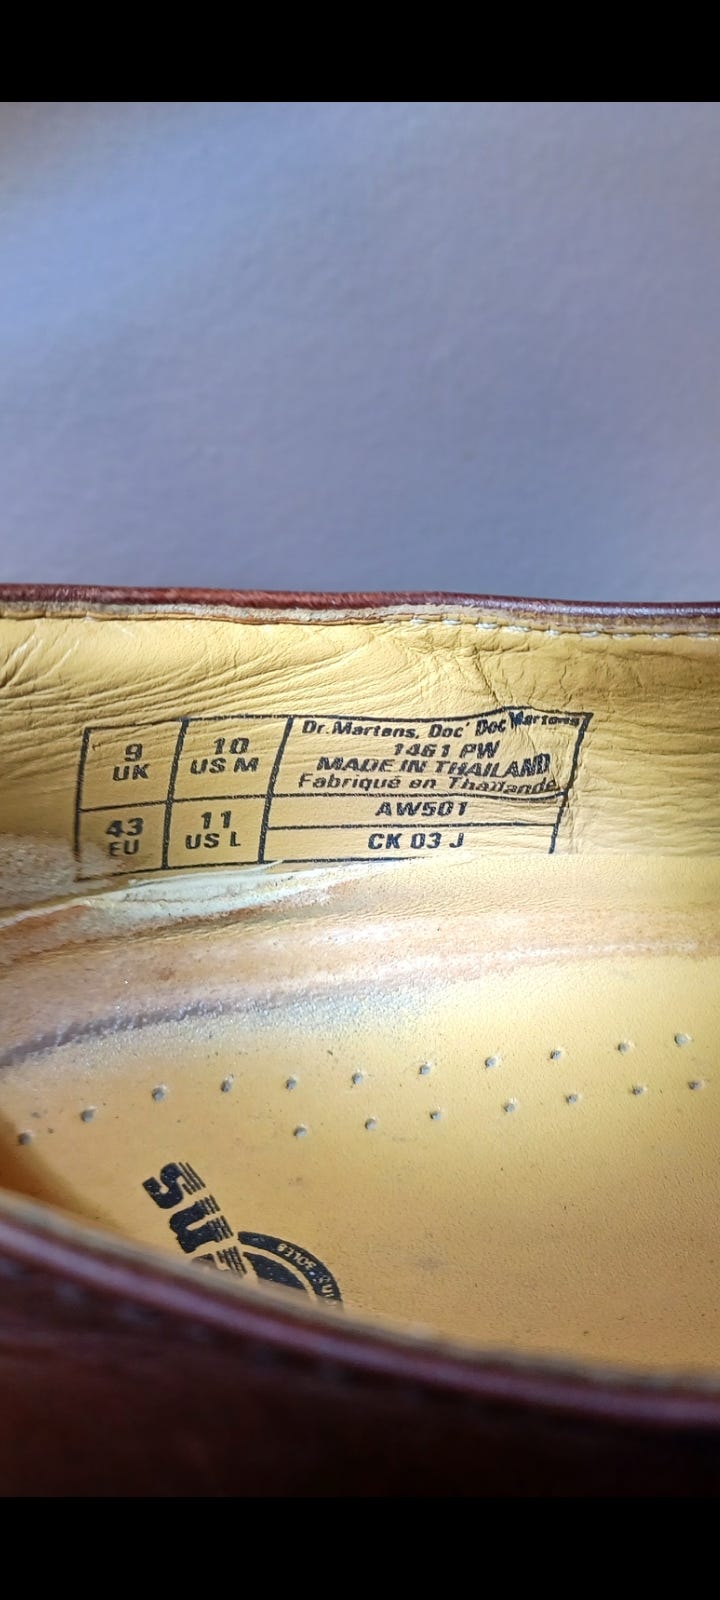 9
UK
10
US M
Dr.Martens, Doc' Doc Martens
1461 PW
MADE IN THAILAND
Fabriqué en Thaïlande
43
EU
11
US L
AW501
CK 03 J
SOLES